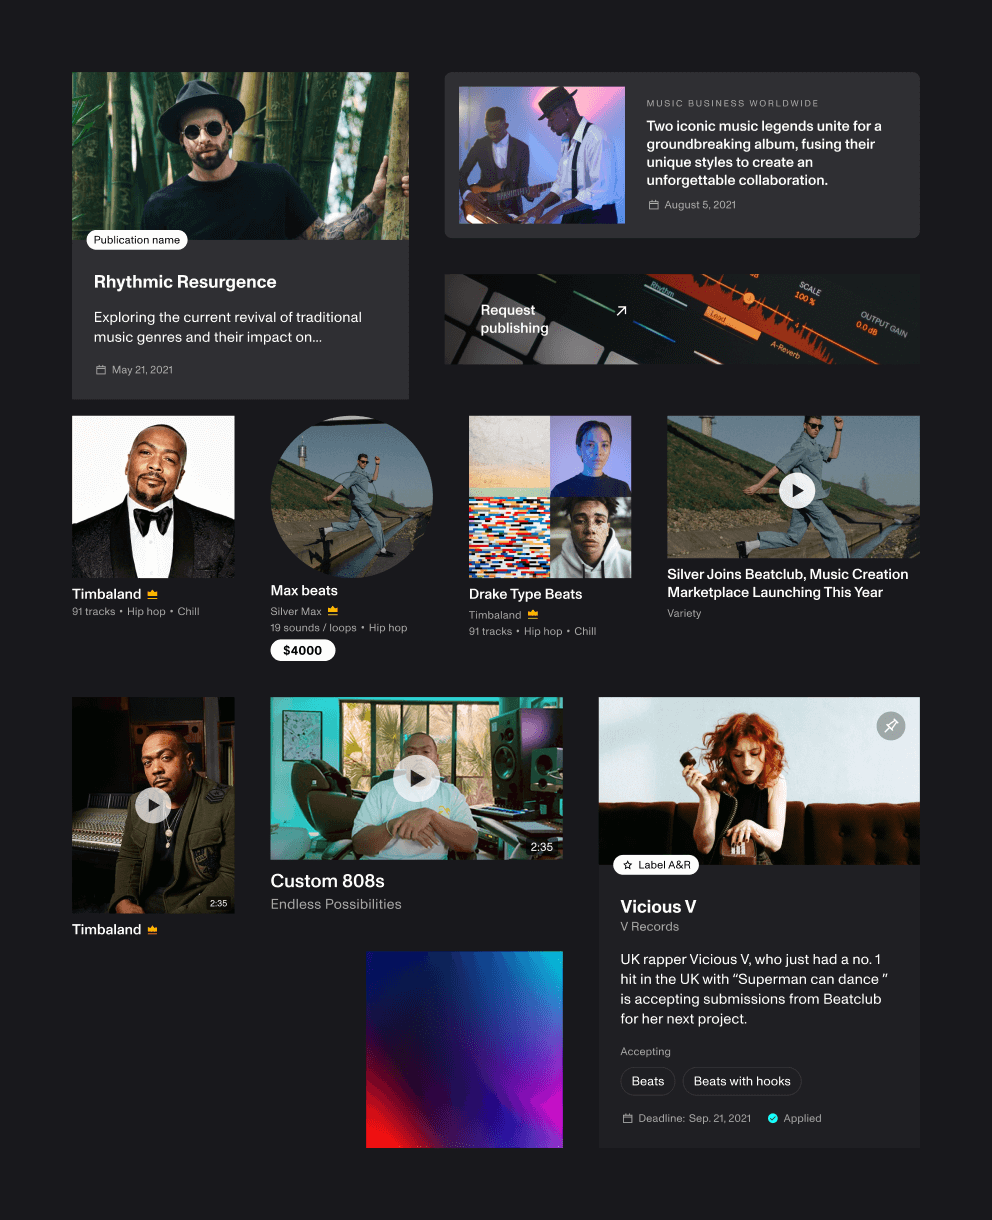 Publication name
Rhythmic Resurgence
Exploring the current revival of traditional
music genres and their impact on...
May 21, 2021
MUSIC BUSINESS WORLDWIDE
Two iconic music legends unite for a
groundbreaking album, fusing their
unique styles to create an
unforgettable collaboration.
August 5, 2021
Request
publishing
Rhythm
Lead
A-Reverb
dB
SCALE
100 %
OUTPUT GAIN
0.0 dB
Timbaland
91 tracks • Hip hop • Chill
Max beats
Silver Max
19 sounds / loops • Hip hop
$4000
Drake Type Beats
Timbaland
91 tracks • Hip hop • Chill
Silver Joins Beatclub, Music Creation
Marketplace Launching This Year
Variety
2:35
Timbaland
2:35
Custom 808s
Endless Possibilities
Label A&R
Vicious V
V Records
UK rapper Vicious V, who just had a no. 1
hit in the UK with “Superman can dance ”
is accepting submissions from Beatclub
for her next project.
Accepting
Beats
Beats with hooks
Deadline: Sep. 21, 2021
Applied